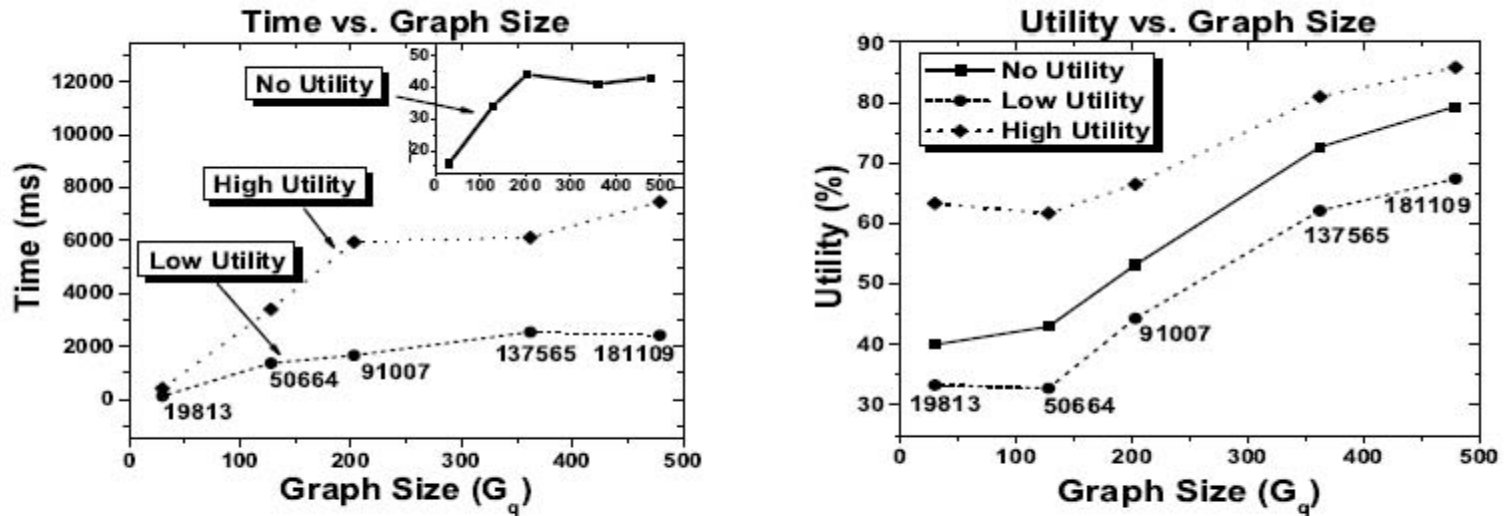 Time vs. Graph Size
Time (ms)
12000
10000
8000
6000
4000
2000
0
50
40
30
20
0 100 200 300 400 500
No Utility
High Utility
Low Utility
19813
50664
91007
137565
181109
0 100 200 300 400 500
Graph Size (Gq)
Utility vs. Graph Size
Utility (%)
90
80
70
60
50
40
30
No Utility
Low Utility
High Utility
19813
50664
91007
137565
181109
0 100 200 300 400 500
Graph Size (Gq)